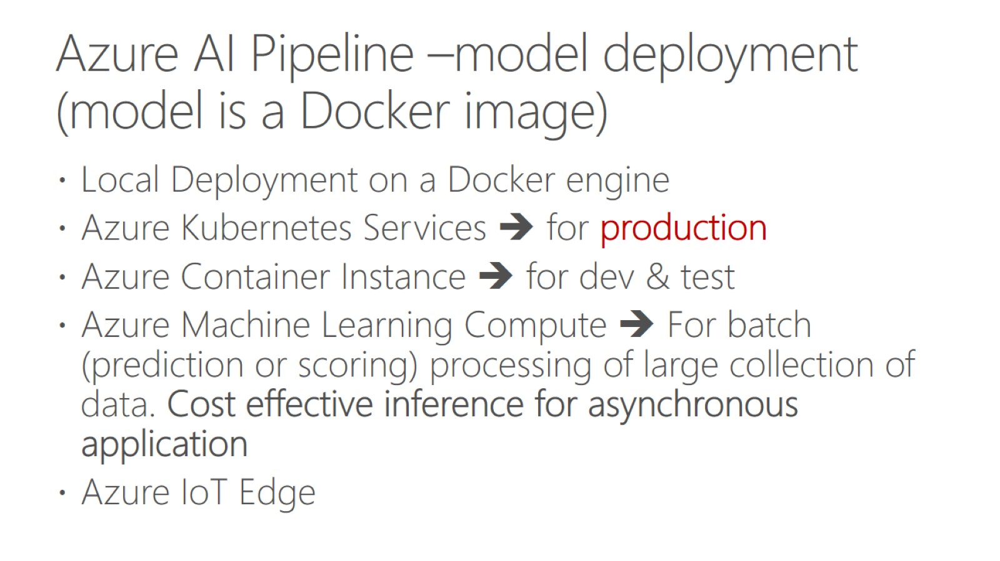 Azure AI Pipeline –model deployment
(model is a Docker image)
• Local Deployment on a Docker engine
• Azure Kubernetes Services ➔ for production
• Azure Container Instance ➔ for dev & test
• Azure Machine Learning Compute ➔ For batch
(prediction or scoring) processing of large collection of
data. Cost effective inference for asynchronous
application
• Azure IoT Edge